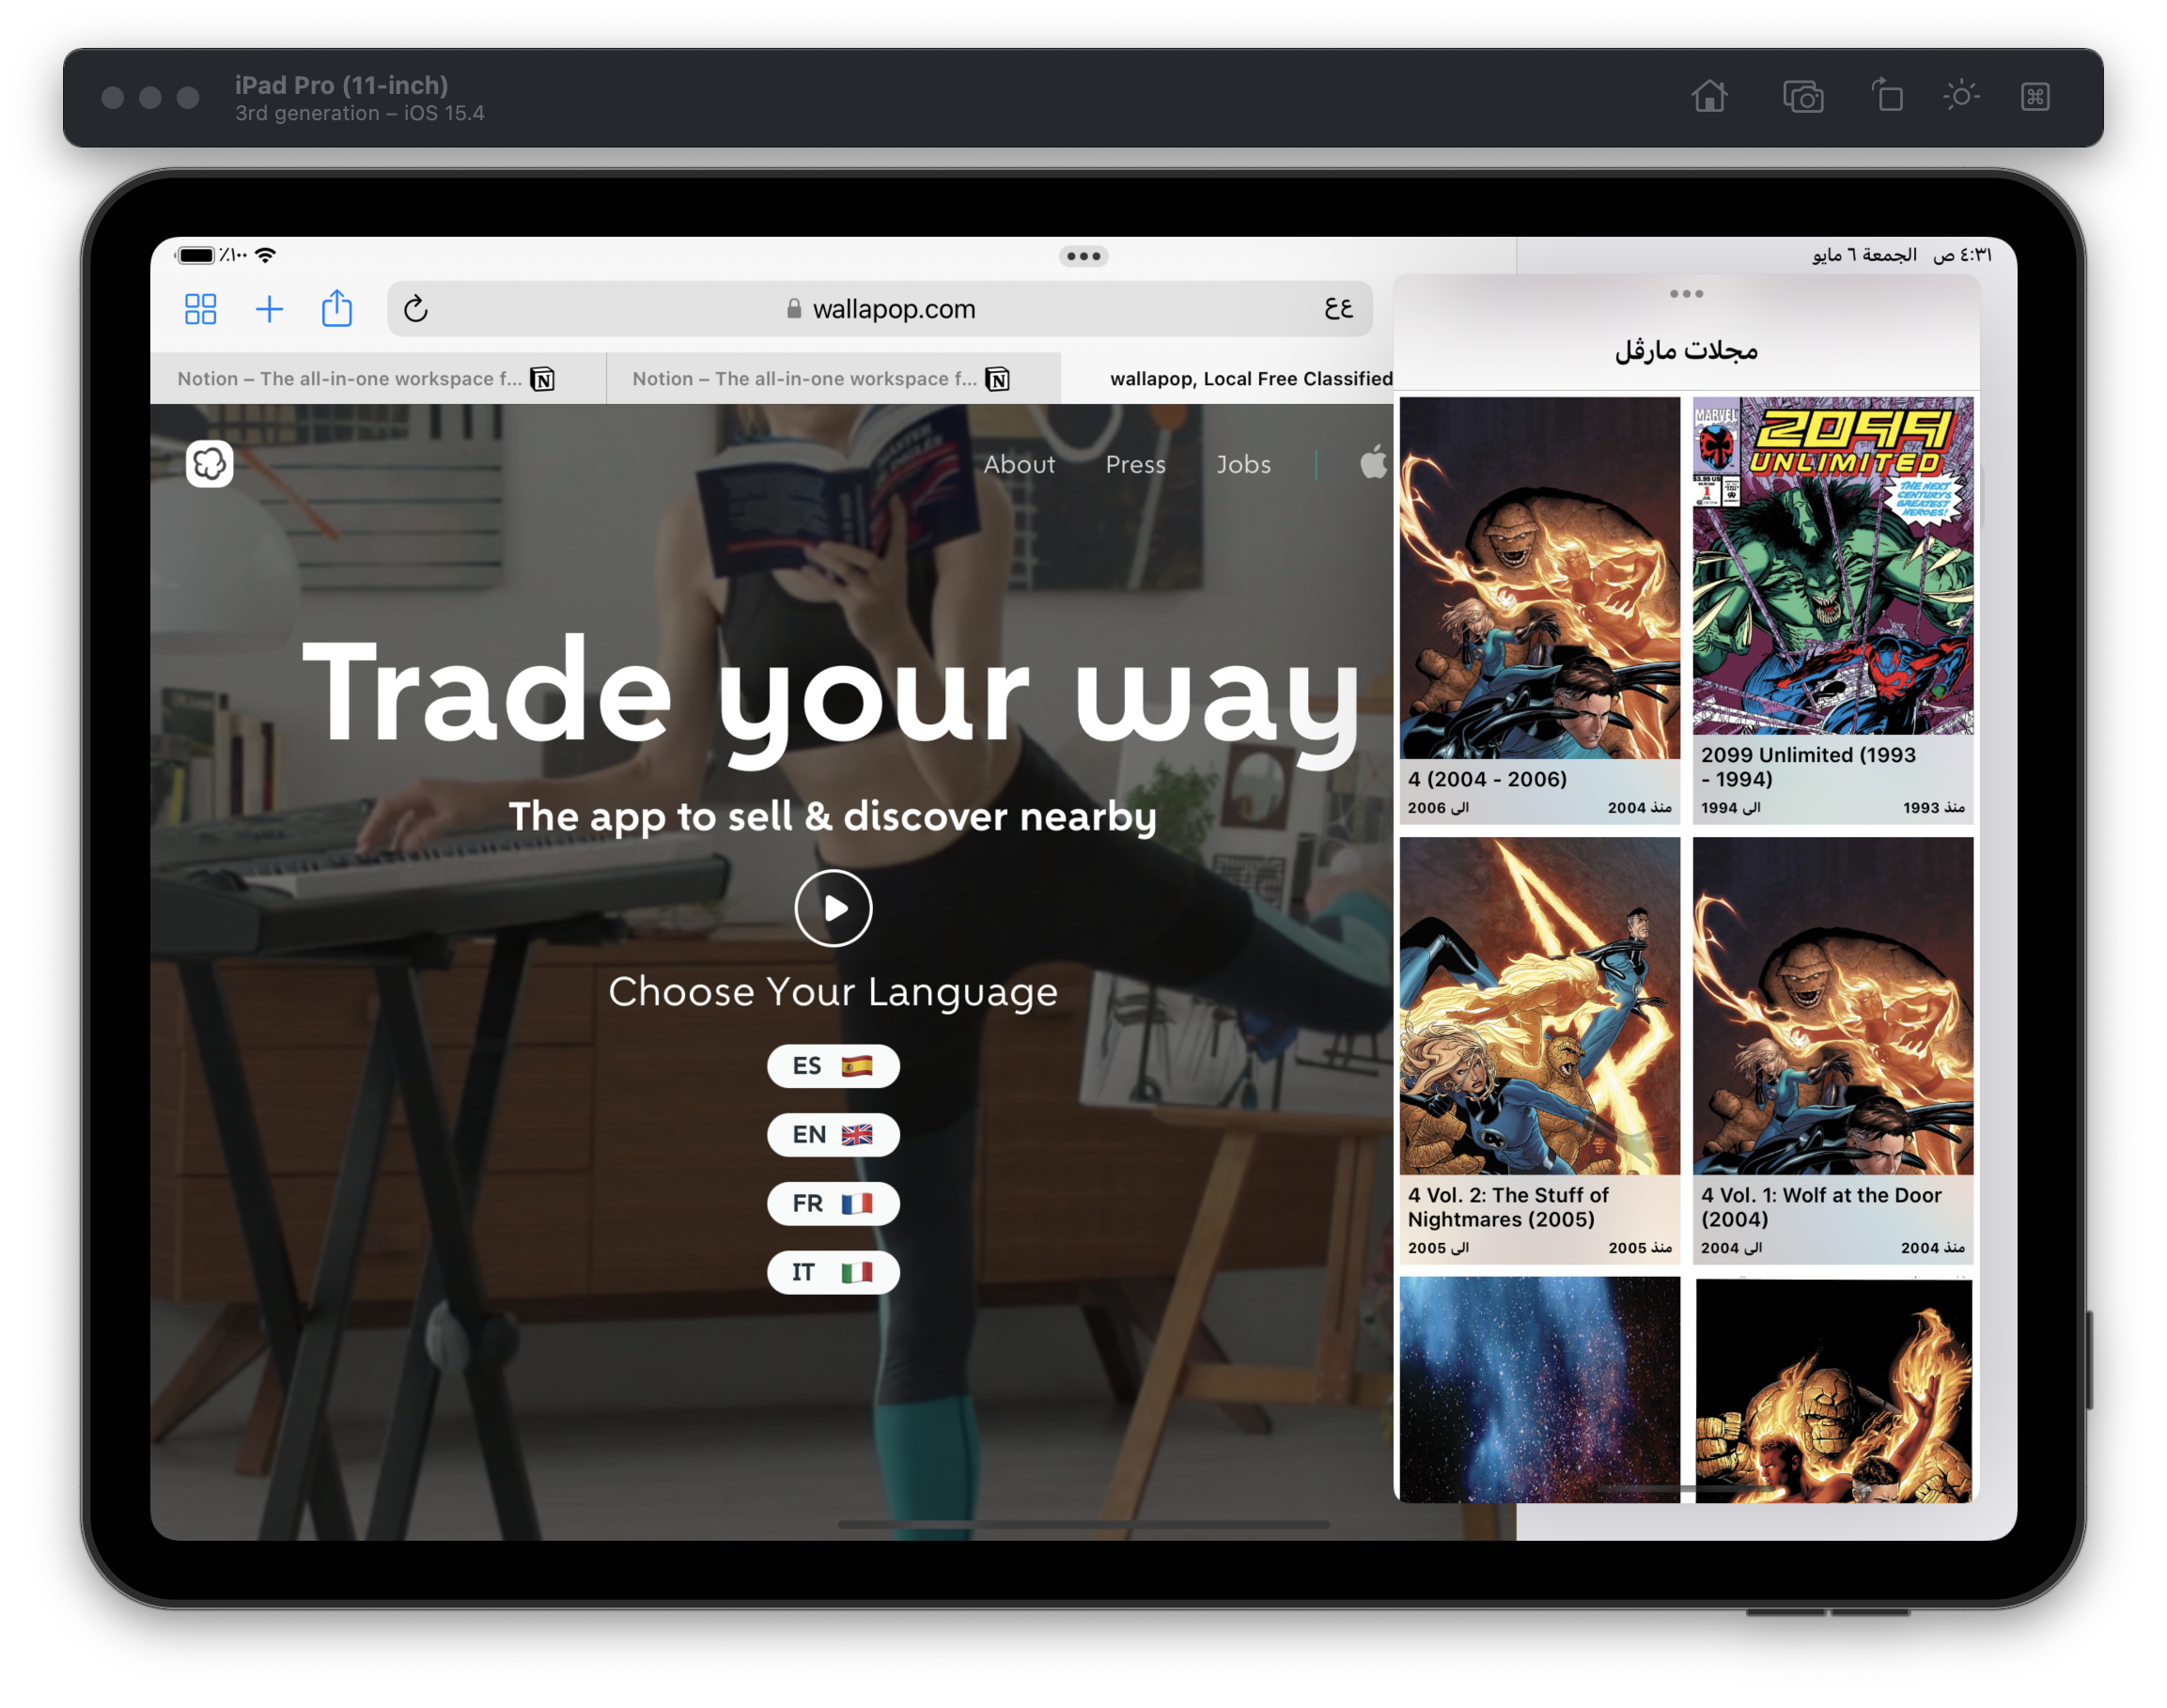 iPad Pro (11-inch)
3rd generation – iOS 15.4
٤:٣١ ص الجمعة ٦ مايو
٪١٠٠
wallapop.com
عع
Notion – The all-in-one workspace f...
Notion – The all-in-one workspace f...
wallapop, Local Free Classified
About
Press
Jobs
Trade your way
The app to sell & discover nearby
Choose Your Language
ES
EN
FR
IT
مجلات مارڤل
MARVEL
2099
UNLIMITED
THE NEXT
CENTURY'S
GREATEST
HEROES!
$3.95 US
1
2099 Unlimited (1993
- 1994)
منذ 1993
الى 1994
4 (2004 - 2006)
منذ 2004
الى 2006
4 Vol. 1: Wolf at the Door
(2004)
منذ 2004
الى 2004
4 Vol. 2: The Stuff of
Nightmares (2005)
منذ 2005
الى 2005